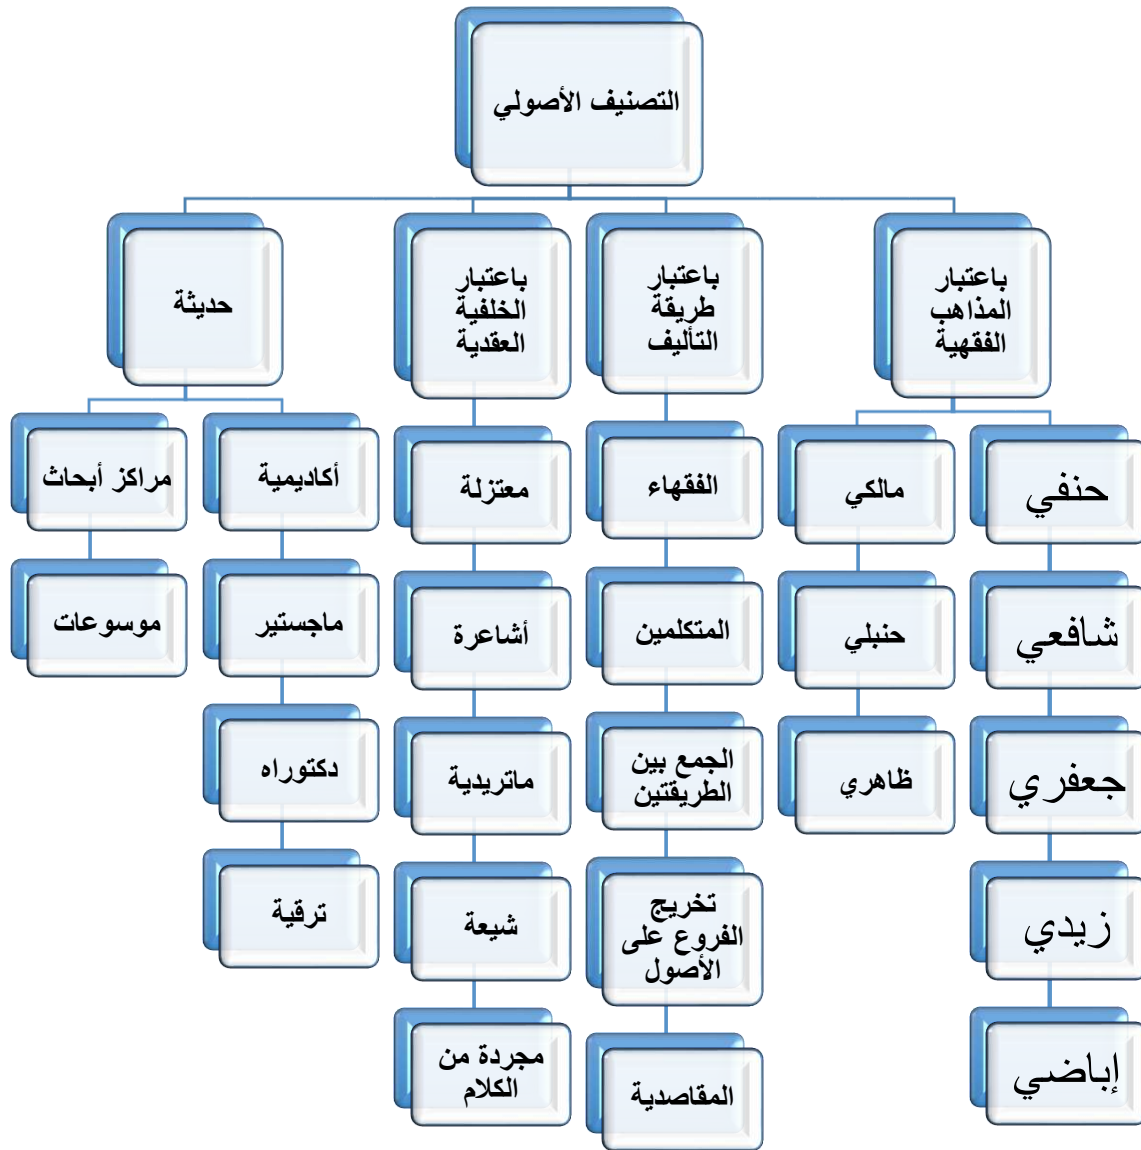 التصنيف الأصولي
باعتبار
المذاهب
الفقهية
باعتبار
طريقة
التأليف
باعتبار
الخلفية
العقدية
حديثة
حنفي
شافعي
جعفري
زيدي
إباضي
مالكي
حنبلي
ظاهري
الفقهاء
المتكلمين
الجمع بين
الطريقتين
تخريج
الفروع على
الأصول
المقاصدية
معتزلة
أشاعرة
ماتريدية
شيعة
مجردة من
الكلام
أكاديمية
ماجستير
دكتوراه
ترقية
مراكز أبحاث
موسوعات